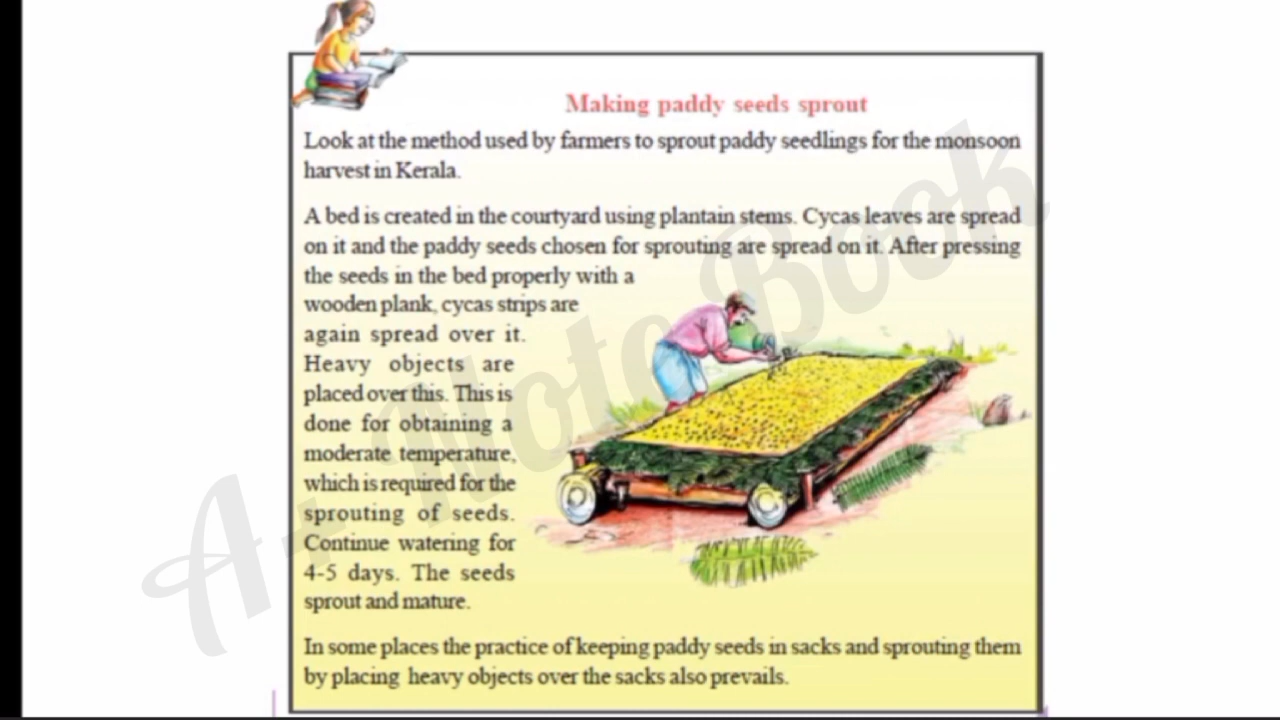 Making paddy seeds sprout
Look at the method used by farmers to sprout paddy seedlings for the monsoon
harvest in Kerala.
A bed is created in the courtyard using plantain stems. Cycas leaves are spread
on it and the paddy seeds chosen for sprouting are spread on it. After pressing
the seeds in the bed properly with a
wooden plank, cycas strips are
again spread over it.
Heavy objects are
placed over this. This is
done for obtaining a
moderate temperature,
which is required for the
sprouting of seeds.
Continue watering for
4-5 days. The seeds
sprout and mature.
In some places the practice of keeping paddy seeds in sacks and sprouting them
by placing heavy objects over the sacks also prevails.
A+ Note Book